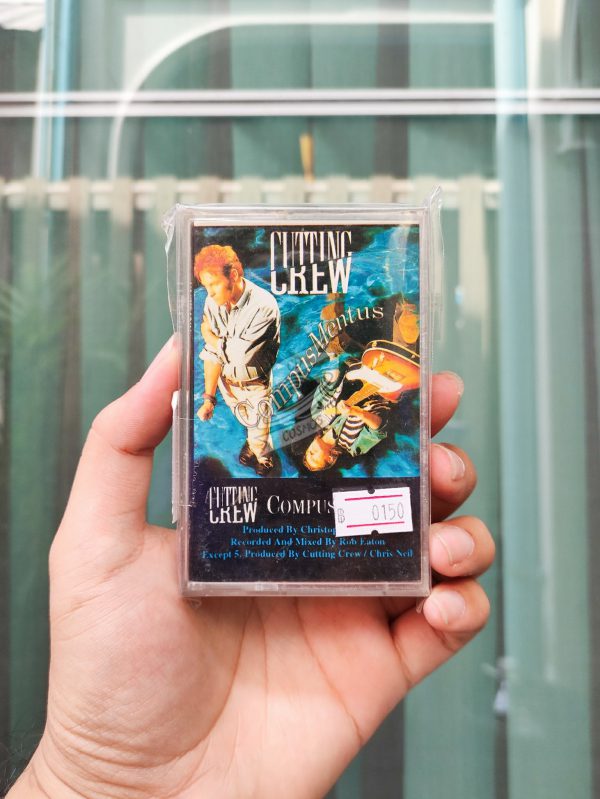 CUTTING
CREW
Compus Mentus
CUTTING
CREW
COMPUS
฿ 0150
Produced By Christop
Recorded And Mixed By Rob Eaton
Except 5, Produced By Cutting Crew / Chris Neil